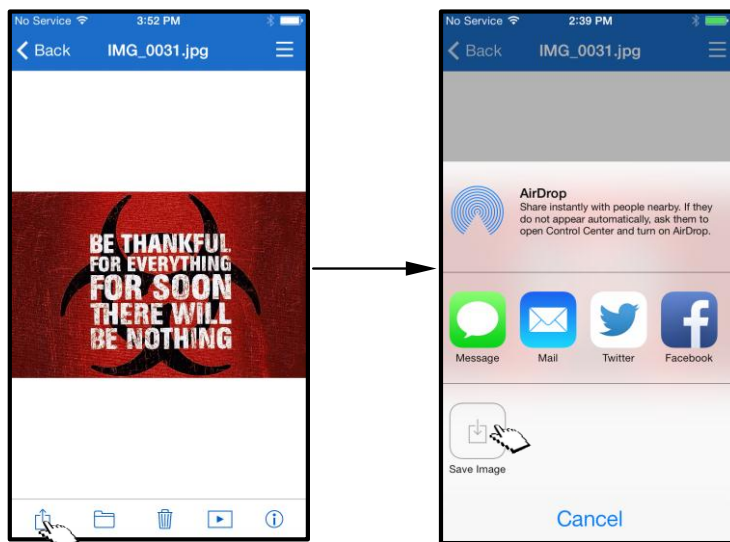 No Service 3:52 PM
Back IMG_0031.jpg
BE THANKFUL
FOR EVERYTHING
FOR SOON
THERE WILL
BE NOTHING
No Service 2:39 PM
Back IMG_0031.jpg
AirDrop
Share instantly with people nearby. If they
do not appear automatically, ask them to
open Control Center and turn on AirDrop.
Message Mail Twitter Facebook
Save Image
Cancel